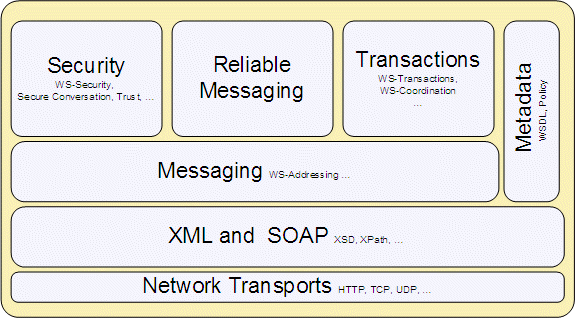 Security
WS-Security,
Secure Conversation, Trust, ...
Reliable
Messaging
Transactions
WS-Transactions,
WS-Coordination
...
Metadata
WSDL, Policy
Messaging WS-Addressing ...
XML and SOAP XSD, XPath, ...
Network Transports HTTP, TCP, UDP, ...